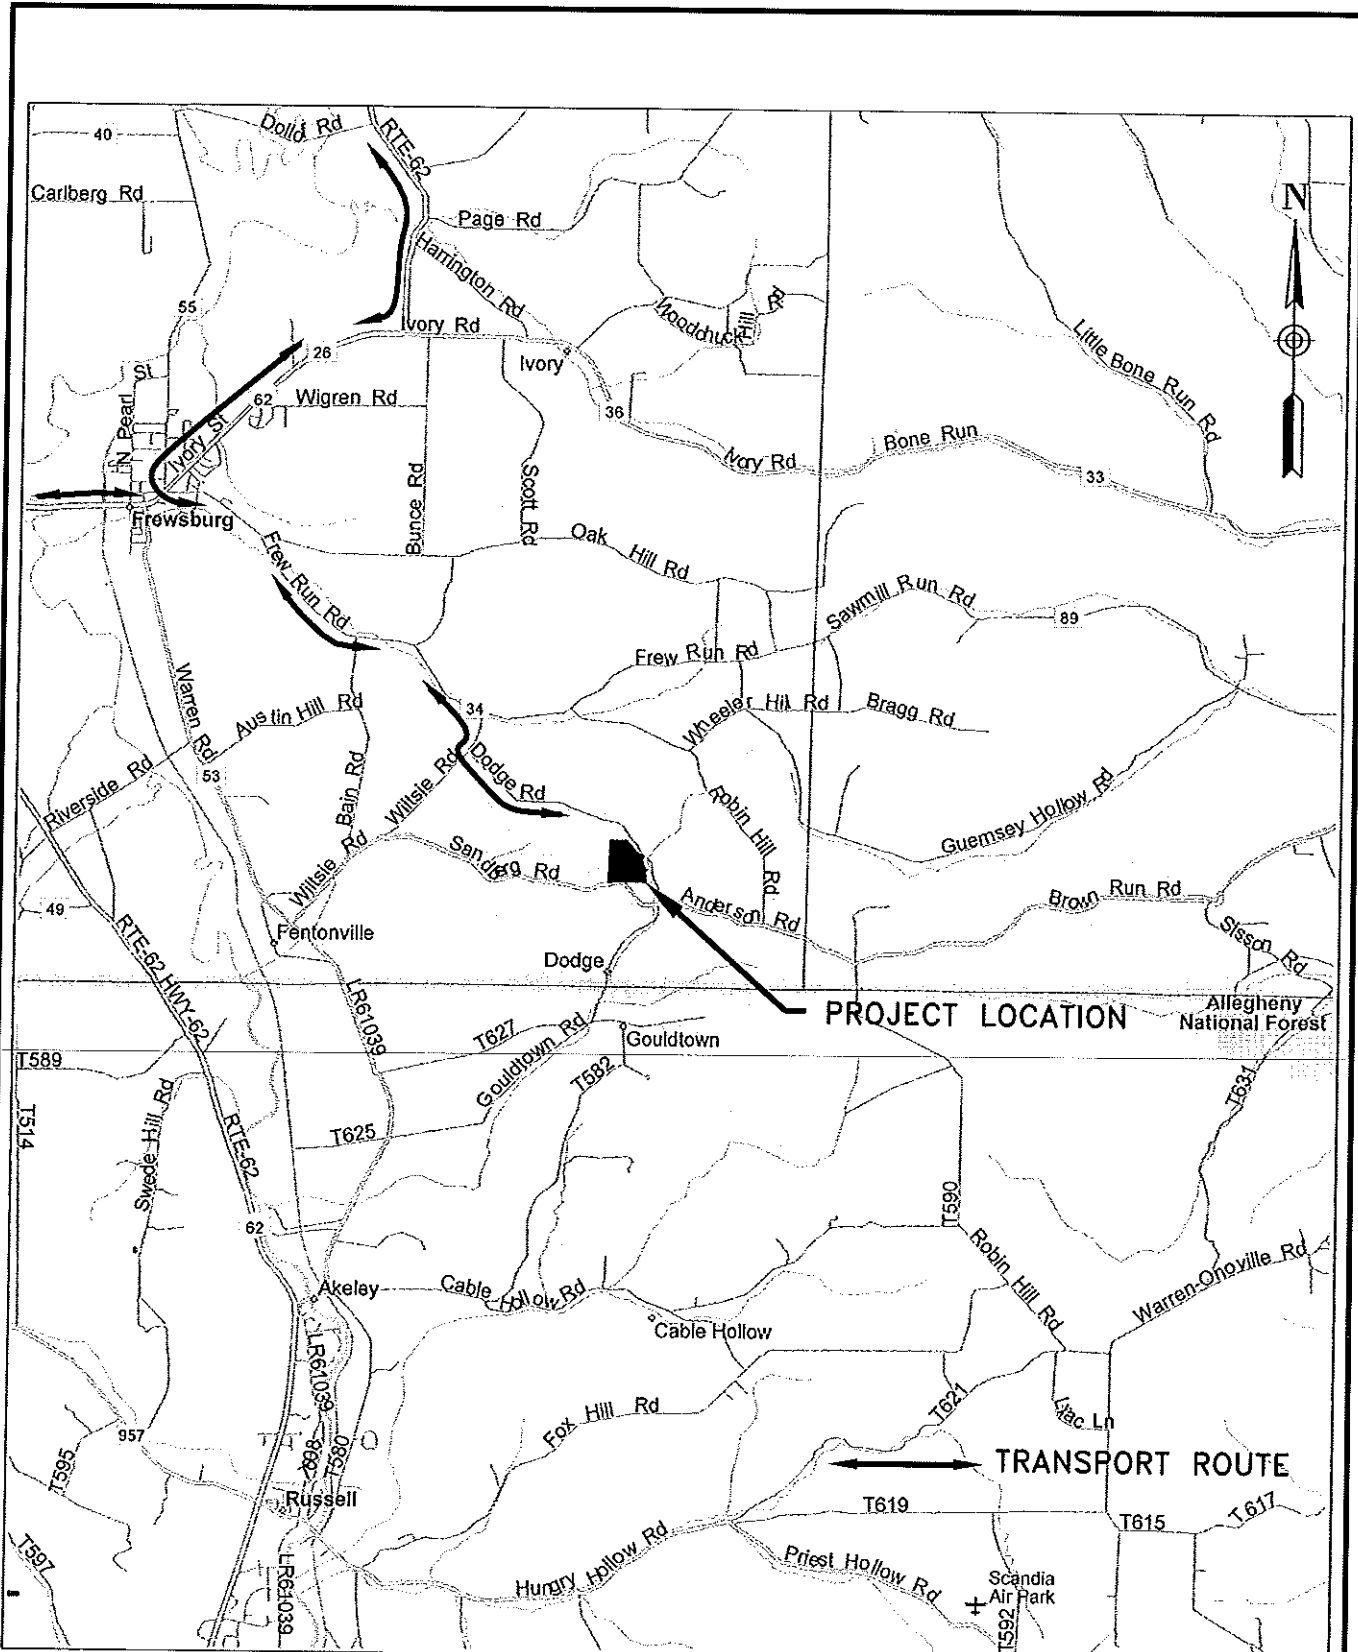 40
Dolld Rd
RTE-62
Carlberg Rd
N
Page Rd
Harrington Rd
55
Woodchuck Hill Rd
Ivory Rd
26
Ivory
Little Bone Run Rd
St
62
Wigren Rd
36
N Pearl
Ivory St
Bone Run
Ivory Rd
33
Frewsburg
Bunce Rd
Scott Rd
Oak Hill Rd
Frew Run Rd
Sawmill Run Rd
89
Frew Run Rd
Warren Rd
Austin Hill Rd
34
Wheeler Hill Rd
Bragg Rd
Riverside Rd
53
Bain Rd
Wiltsie Rd
Dodge Rd
Robin Hill Rd
Guernsey Hollow Rd
Wiltsie Rd
Sandberg Rd
Anderson Rd
Brown Run Rd
49
RTE-62 HWY-62
Fentonville
Sisson Rd
Dodge
LR61039
PROJECT LOCATION
Allegheny
National Forest
T589
T627
Gouldtown Rd
Gouldtown
T582
T631
T514
Swede Hill Rd
RTE-62
T625
T590
62
Robin Hill Rd
Warren-Onoville Rd
Akeley
Cable Hollow Rd
Cable Hollow
LR61039
Fox Hill Rd
T621
Lilac Ln
957
T595
T580
TRANSPORT ROUTE
Russell
T619
T615
T617
T597
LR61039
Hungry Hollow Rd
Priest Hollow Rd
Scandia
Air Park
T592